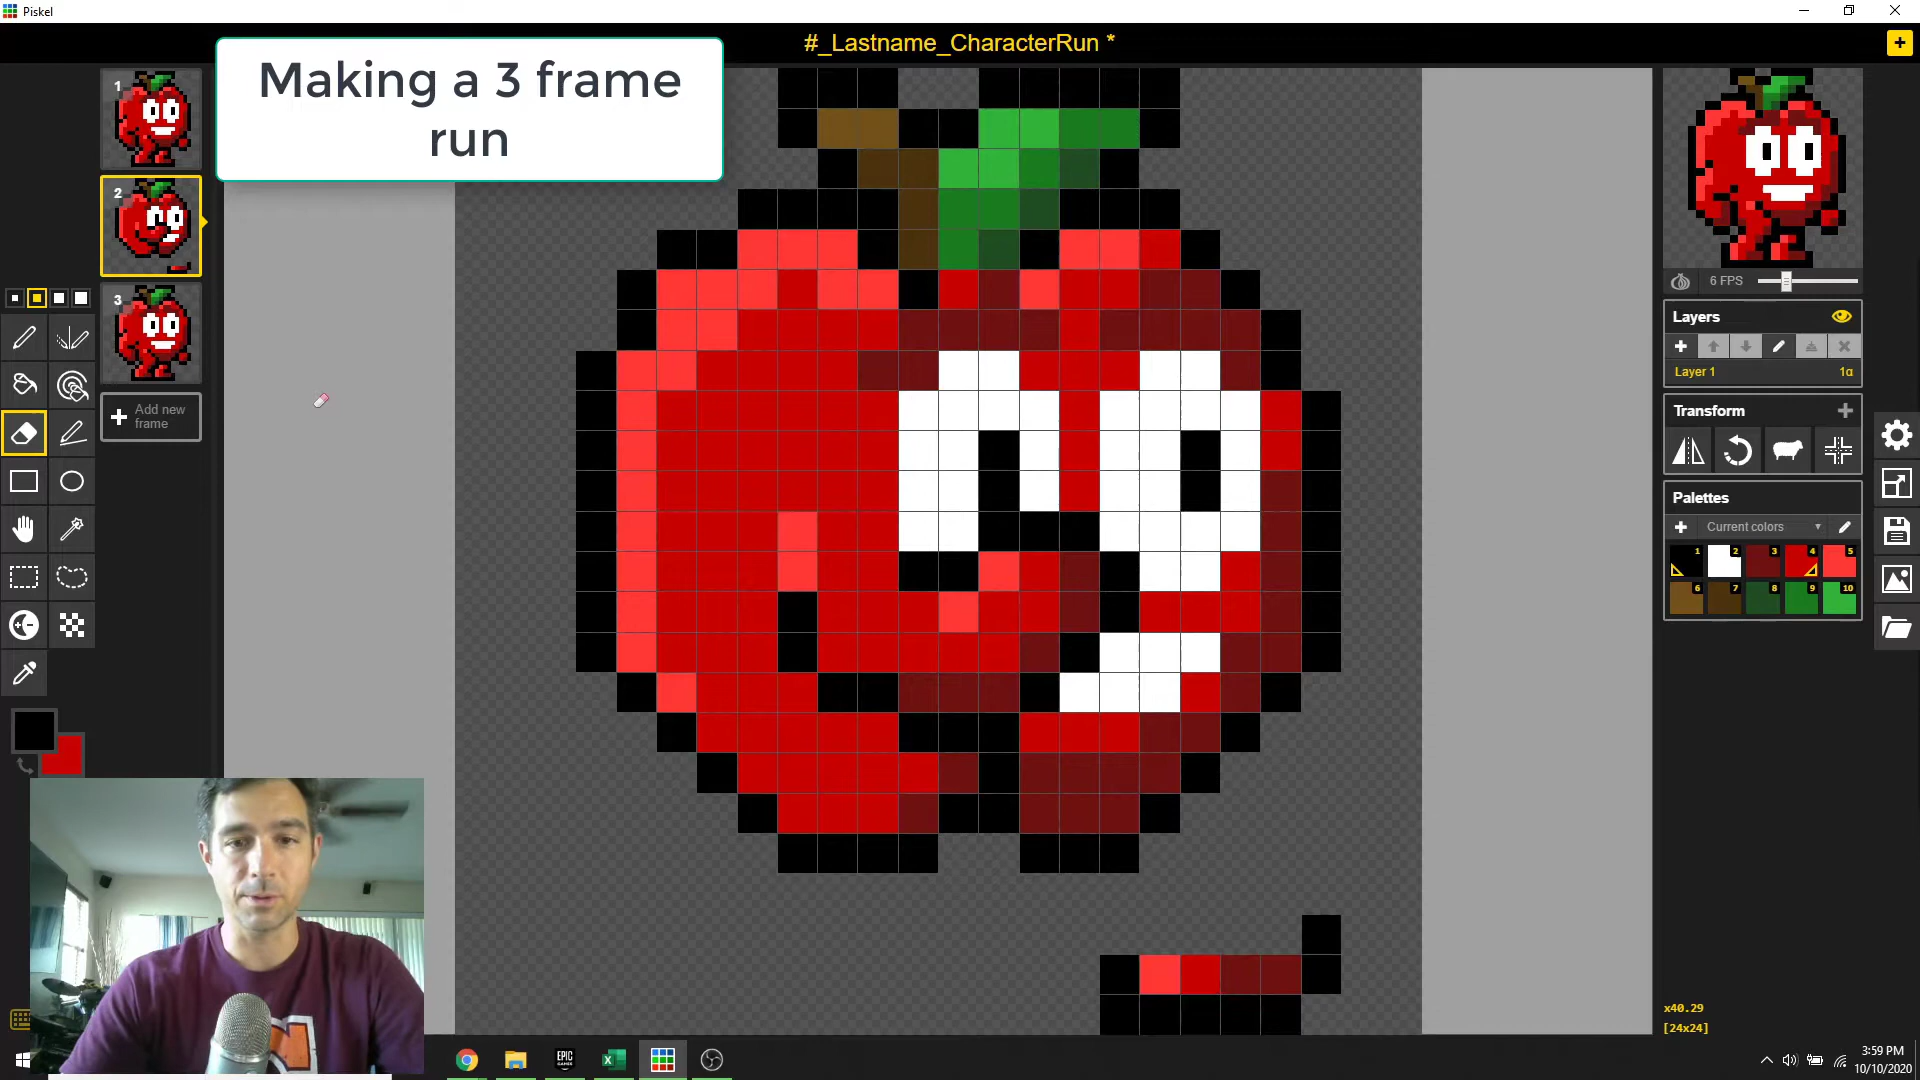 Piskel
#_Lastname_CharacterRun *
Making a 3 frame
run
1
2
3
Add new
frame
6 FPS
Layers
Layer 1
1α
Transform
Palettes
Current colors
1 2 3 4 5
6 7 8 9 10
x40.29
[24x24]
EPIC
GAMES
3:59 PM
10/10/2020